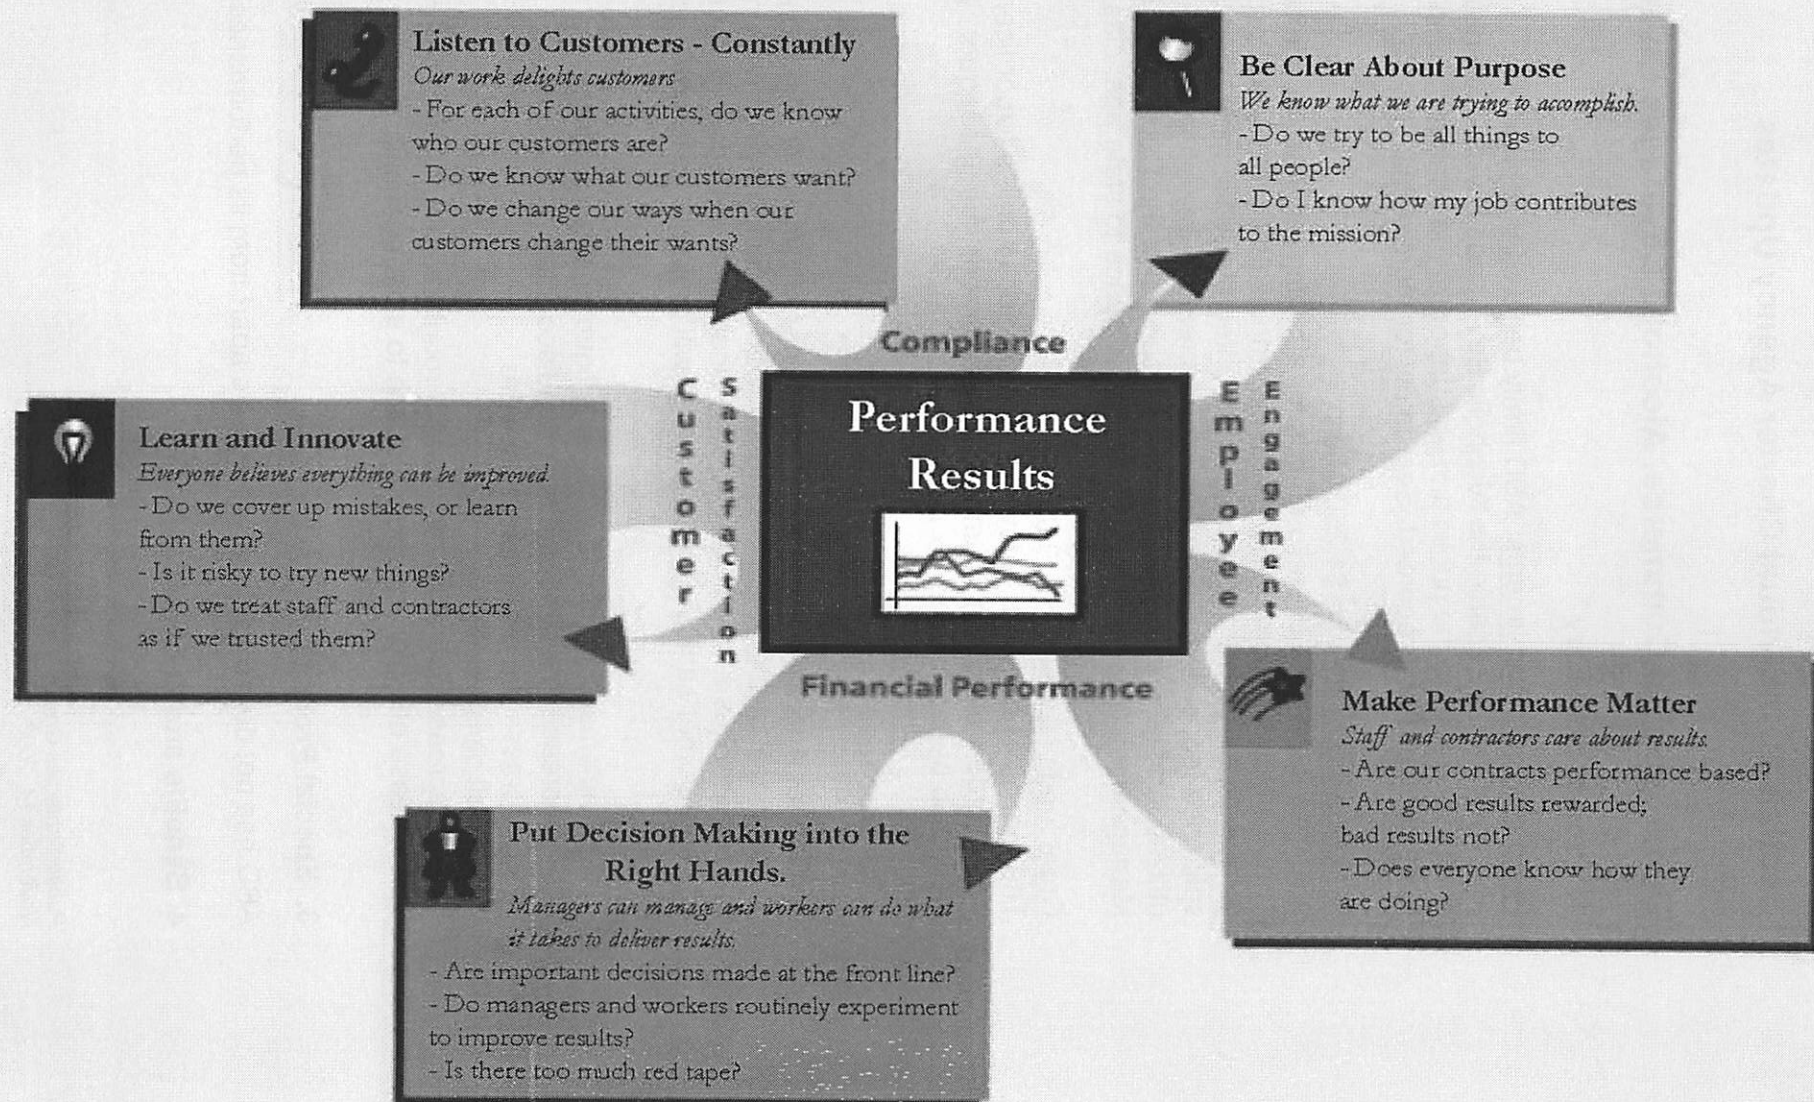 Listen to Customers - Constantly
Our work delights customers
- For each of our activities, do we know
who our customers are?
- Do we know what our customers want?
- Do we change our ways when our
customers change their wants?
Be Clear About Purpose
We know what we are trying to accomplish.
- Do we try to be all things to
all people?
- Do I know how my job contributes
to the mission?
Compliance
Customer
Satisfaction
Performance
Results
Employee
Engagement
Financial Performance
Learn and Innovate
Everyone believes everything can be improved.
- Do we cover up mistakes, or learn
from them?
- Is it risky to try new things?
- Do we treat staff and contractors
as if we trusted them?
Make Performance Matter
Staff and contractors care about results.
- Are our contracts performance based?
- Are good results rewarded;
bad results not?
- Does everyone know how they
are doing?
Put Decision Making into the
Right Hands.
Managers can manage and workers can do what
it takes to deliver results.
- Are important decisions made at the front line?
- Do managers and workers routinely experiment
to improve results?
- Is there too much red tape?